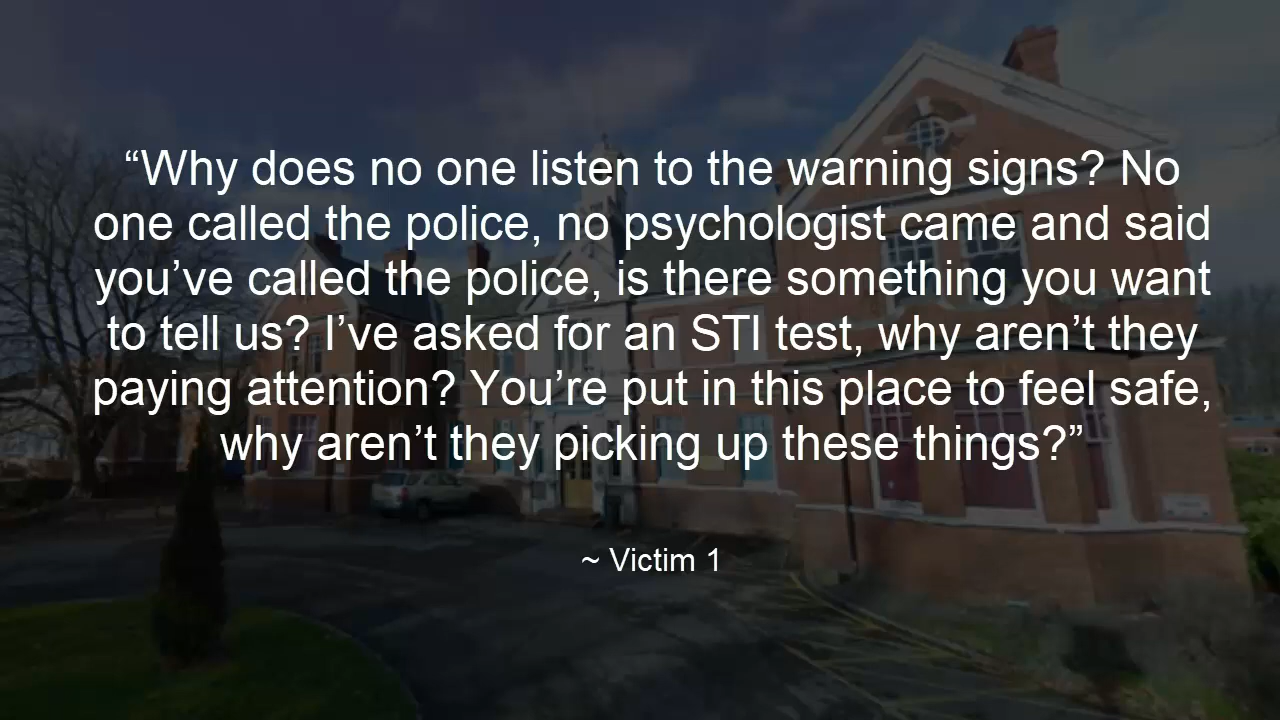 “Why does no one listen to the warning signs? No
one called the police, no psychologist came and said
you’ve called the police, is there something you want
to tell us? I’ve asked for an STI test, why aren’t they
paying attention? You’re put in this place to feel safe,
why aren’t they picking up these things?”
~ Victim 1